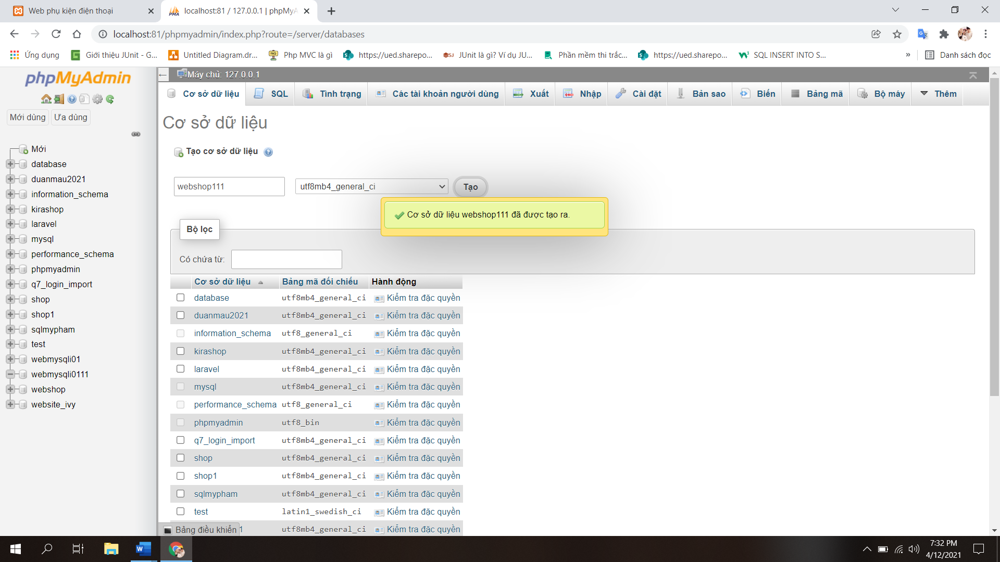 Web phụ kiện điện thoại
localhost:81 / 127.0.0.1 | phpMyA
localhost:81/phpmyadmin/index.php?route=/server/databases
Ứng dụng
Giới thiệu JUnit - G...
Untitled Diagram.dr...
Php MVC là gì
https://ued.sharepo...
JUnit là gì? Ví dụ JU...
Phần mềm thi trắc...
https://ued.sharepo...
SQL INSERT INTO S...
»
Danh sách đọc
phpMyAdmin
Mới dùng
Ưa dùng
Mới
database
duanmau2021
information_schema
kirashop
laravel
mysql
performance_schema
phpmyadmin
q7_login_import
shop
shop1
sqlmypham
test
webmysqli01
webmysqli0111
webshop
website_ivy
Máy chủ: 127.0.0.1
Cơ sở dữ liệu
SQL
Tình trạng
Các tài khoản người dùng
Xuất
Nhập
Cài đặt
Bản sao
Biến
Bảng mã
Bộ máy
Thêm
Cơ sở dữ liệu
Tạo cơ sở dữ liệu
webshop111
utf8mb4_general_ci
Tạo
Cơ sở dữ liệu webshop111 đã được tạo ra.
Bộ lọc
Có chứa từ:
Cơ sở dữ liệu Bảng mã đối chiếu Hành động
database utf8mb4_general_ci Kiểm tra đặc quyền
duanmau2021 utf8mb4_general_ci Kiểm tra đặc quyền
information_schema utf8_general_ci Kiểm tra đặc quyền
kirashop utf8mb4_general_ci Kiểm tra đặc quyền
laravel utf8mb4_general_ci Kiểm tra đặc quyền
mysql utf8mb4_general_ci Kiểm tra đặc quyền
performance_schema utf8_general_ci Kiểm tra đặc quyền
phpmyadmin utf8_bin Kiểm tra đặc quyền
q7_login_import utf8mb4_general_ci Kiểm tra đặc quyền
shop utf8mb4_general_ci Kiểm tra đặc quyền
shop1 utf8mb4_general_ci Kiểm tra đặc quyền
sqlmypham utf8mb4_general_ci Kiểm tra đặc quyền
test latin1_swedish_ci Kiểm tra đặc quyền
1 utf8mb4_general_ci Kiểm tra đặc quyền
Bảng điều khiển
7:32 PM
4/12/2021